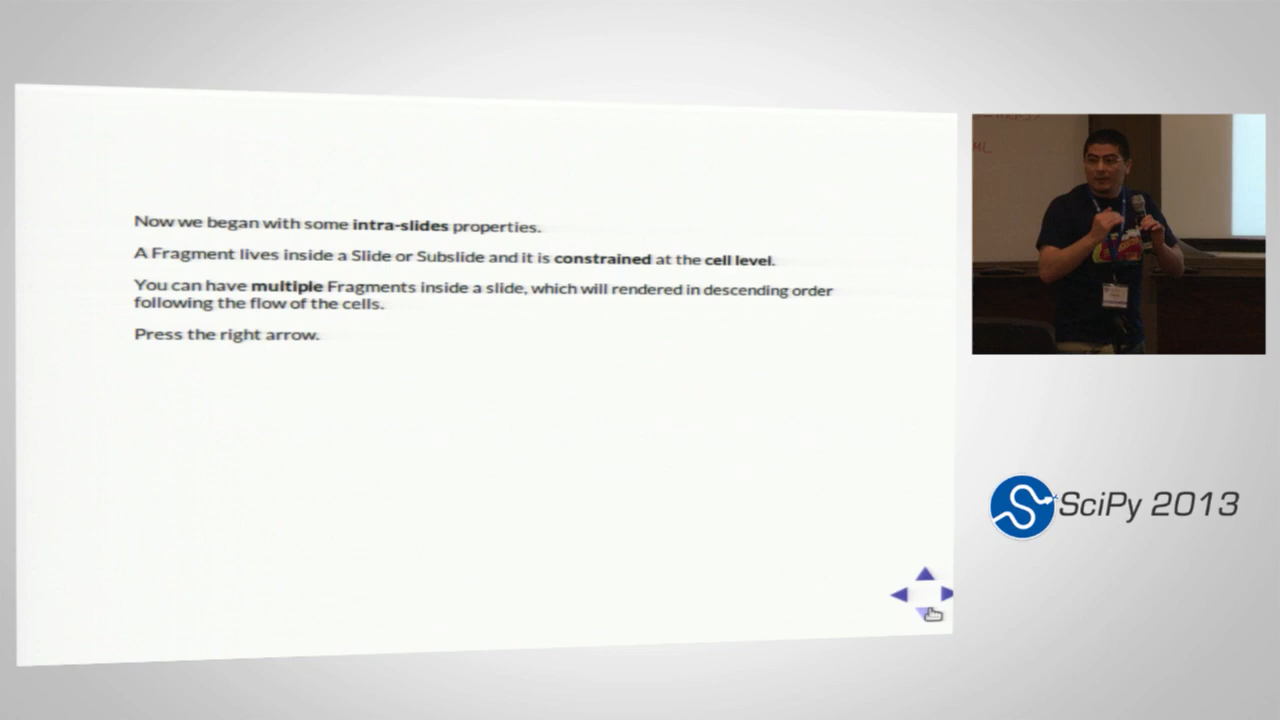 Now we began with some intra-slides properties.
A Fragment lives inside a Slide or Subslide and it is constrained at the cell level.
You can have multiple Fragments inside a slide, which will rendered in descending order
following the flow of the cells.
Press the right arrow.
ML
SciPy 2013